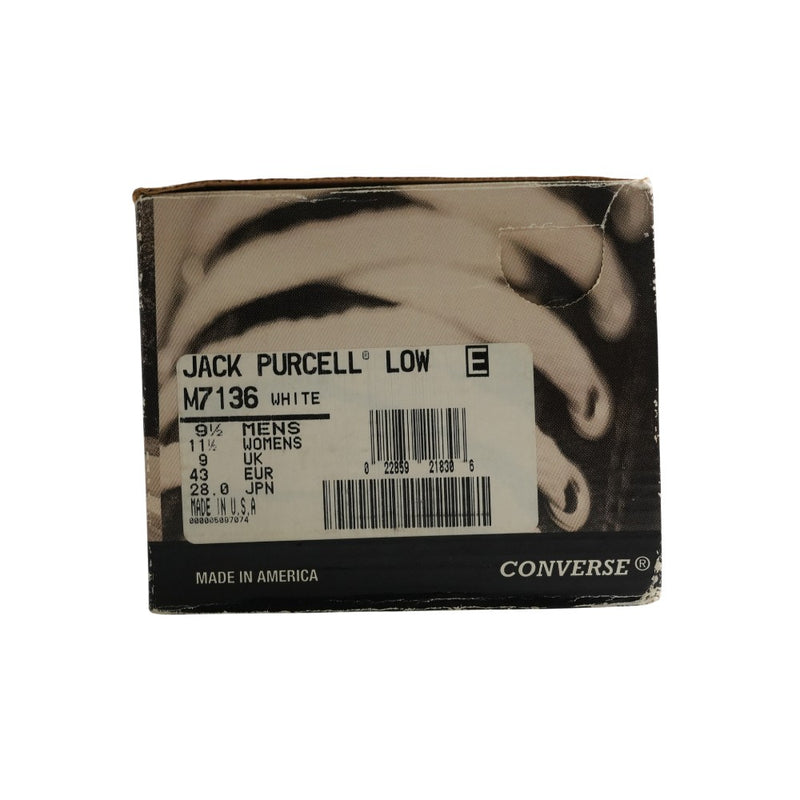 JACK PURCELL® LOW E
M7136 WHITE
9½ MENS
11½ WOMENS
9 UK
43 EUR
28.0 JPN
MADE IN U.S.A
000005097074
0 22859 21830 6
MADE IN AMERICA
CONVERSE®